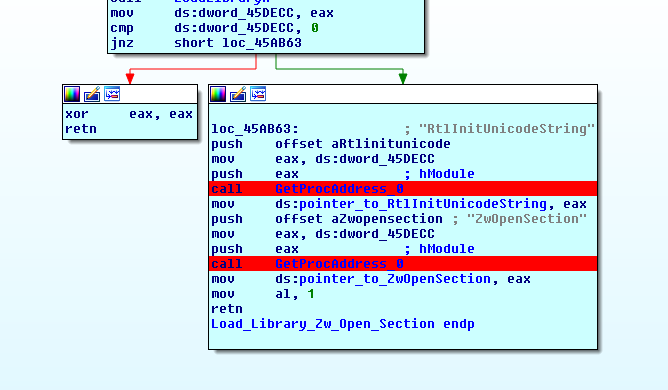 mov     ds:dword_45DECC, eax
cmp     ds:dword_45DECC, 0
jnz     short loc_45AB63
xor     eax, eax
retn
loc_45AB63:             ; "RtlInitUnicodeString"
push    offset aRtlinitunicode
mov     eax, ds:dword_45DECC
push    eax             ; hModule
call    GetProcAddress_0
mov     ds:pointer_to_RtlInitUnicodeString, eax
push    offset aZwopensection ; "ZwOpenSection"
mov     eax, ds:dword_45DECC
push    eax             ; hModule
call    GetProcAddress_0
mov     ds:pointer_to_ZwOpenSection, eax
mov     al, 1
retn
Load_Library_Zw_Open_Section endp